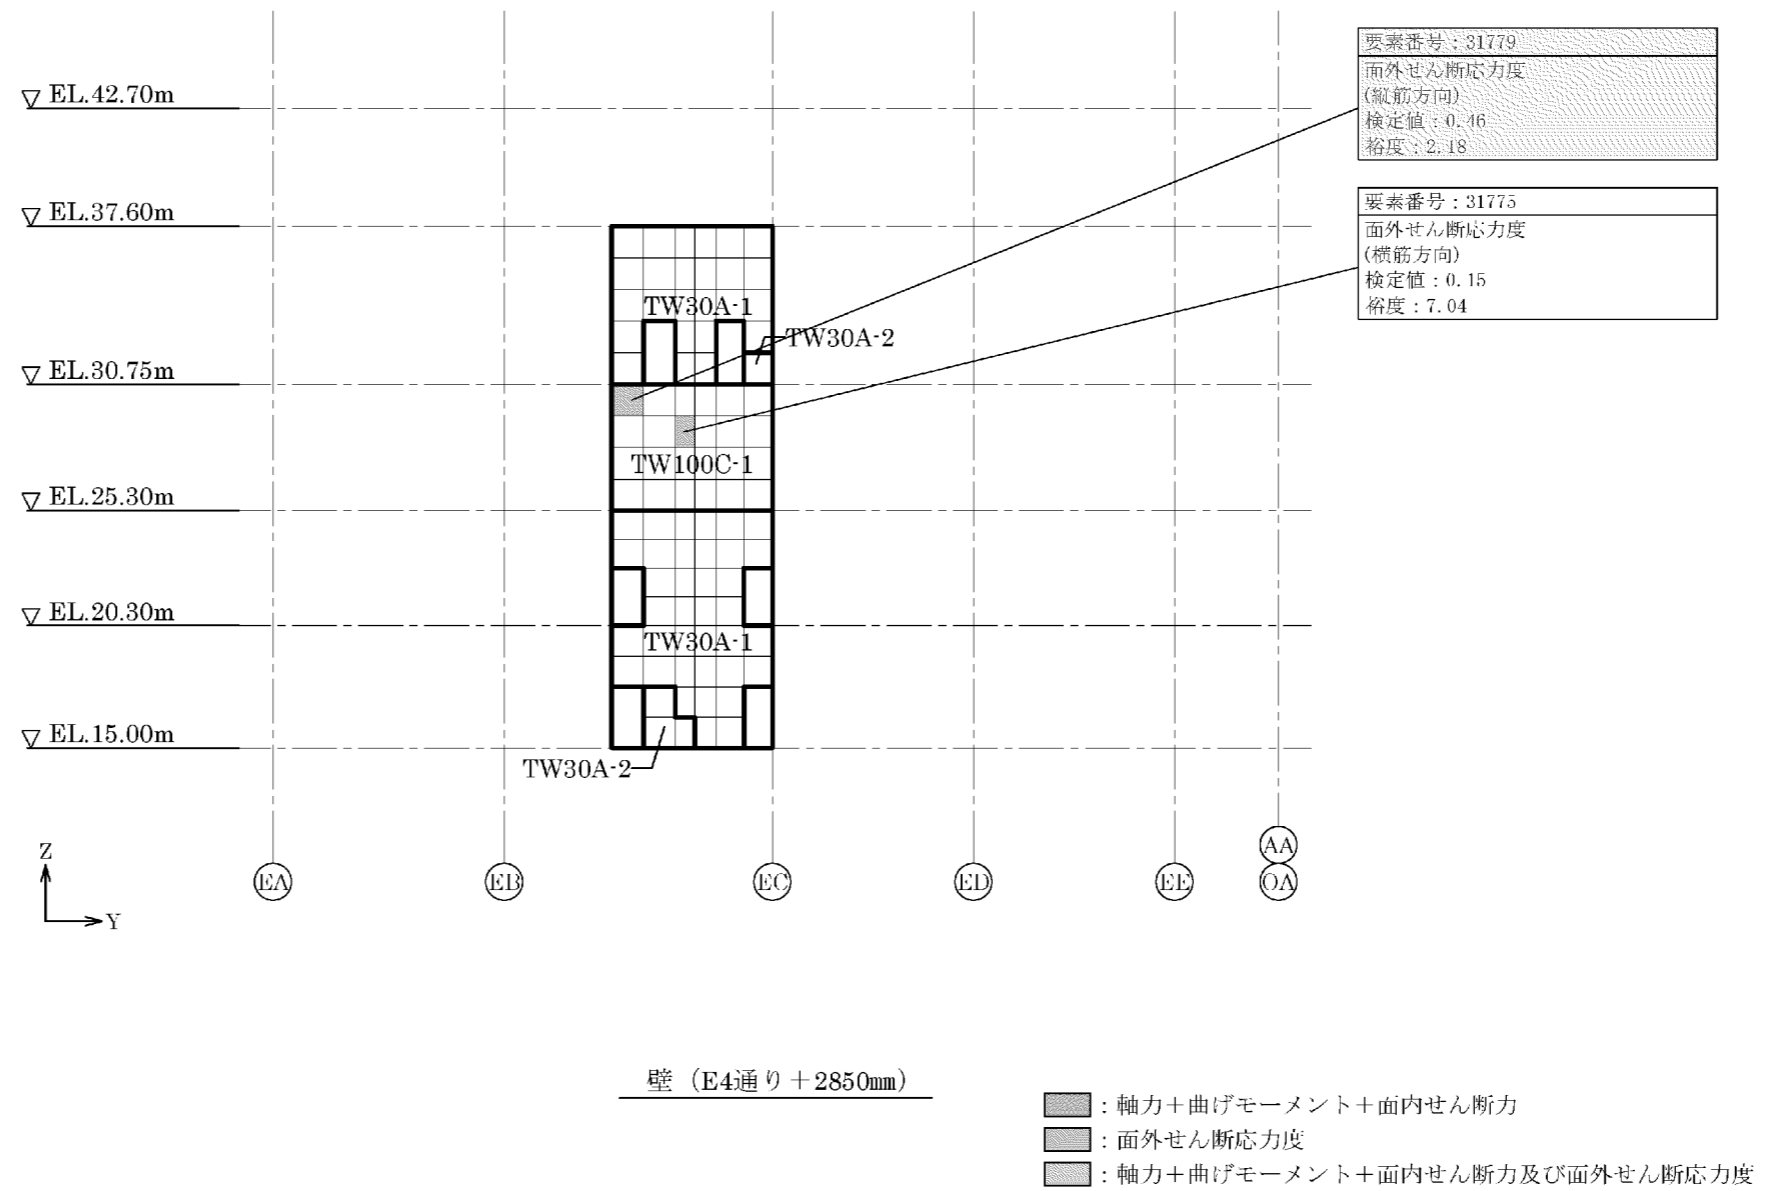 要素番号：31779
面外せん断応力度
(縦筋方向)
検定値：0.46
裕度：2.18
要素番号：31775
面外せん断応力度
(横筋方向)
検定値：0.15
裕度：7.04
▽ EL.42.70m
▽ EL.37.60m
▽ EL.30.75m
▽ EL.25.30m
▽ EL.20.30m
▽ EL.15.00m
TW30A-1
TW30A-2
TW100C-1
TW30A-1
TW30A-2
Z
Y
EA
EB
EC
ED
EE
AA
OA
壁（E4通り＋2850㎜）
：軸力＋曲げモーメント＋面内せん断力
：面外せん断応力度
：軸力＋曲げモーメント＋面内せん断力及び面外せん断応力度